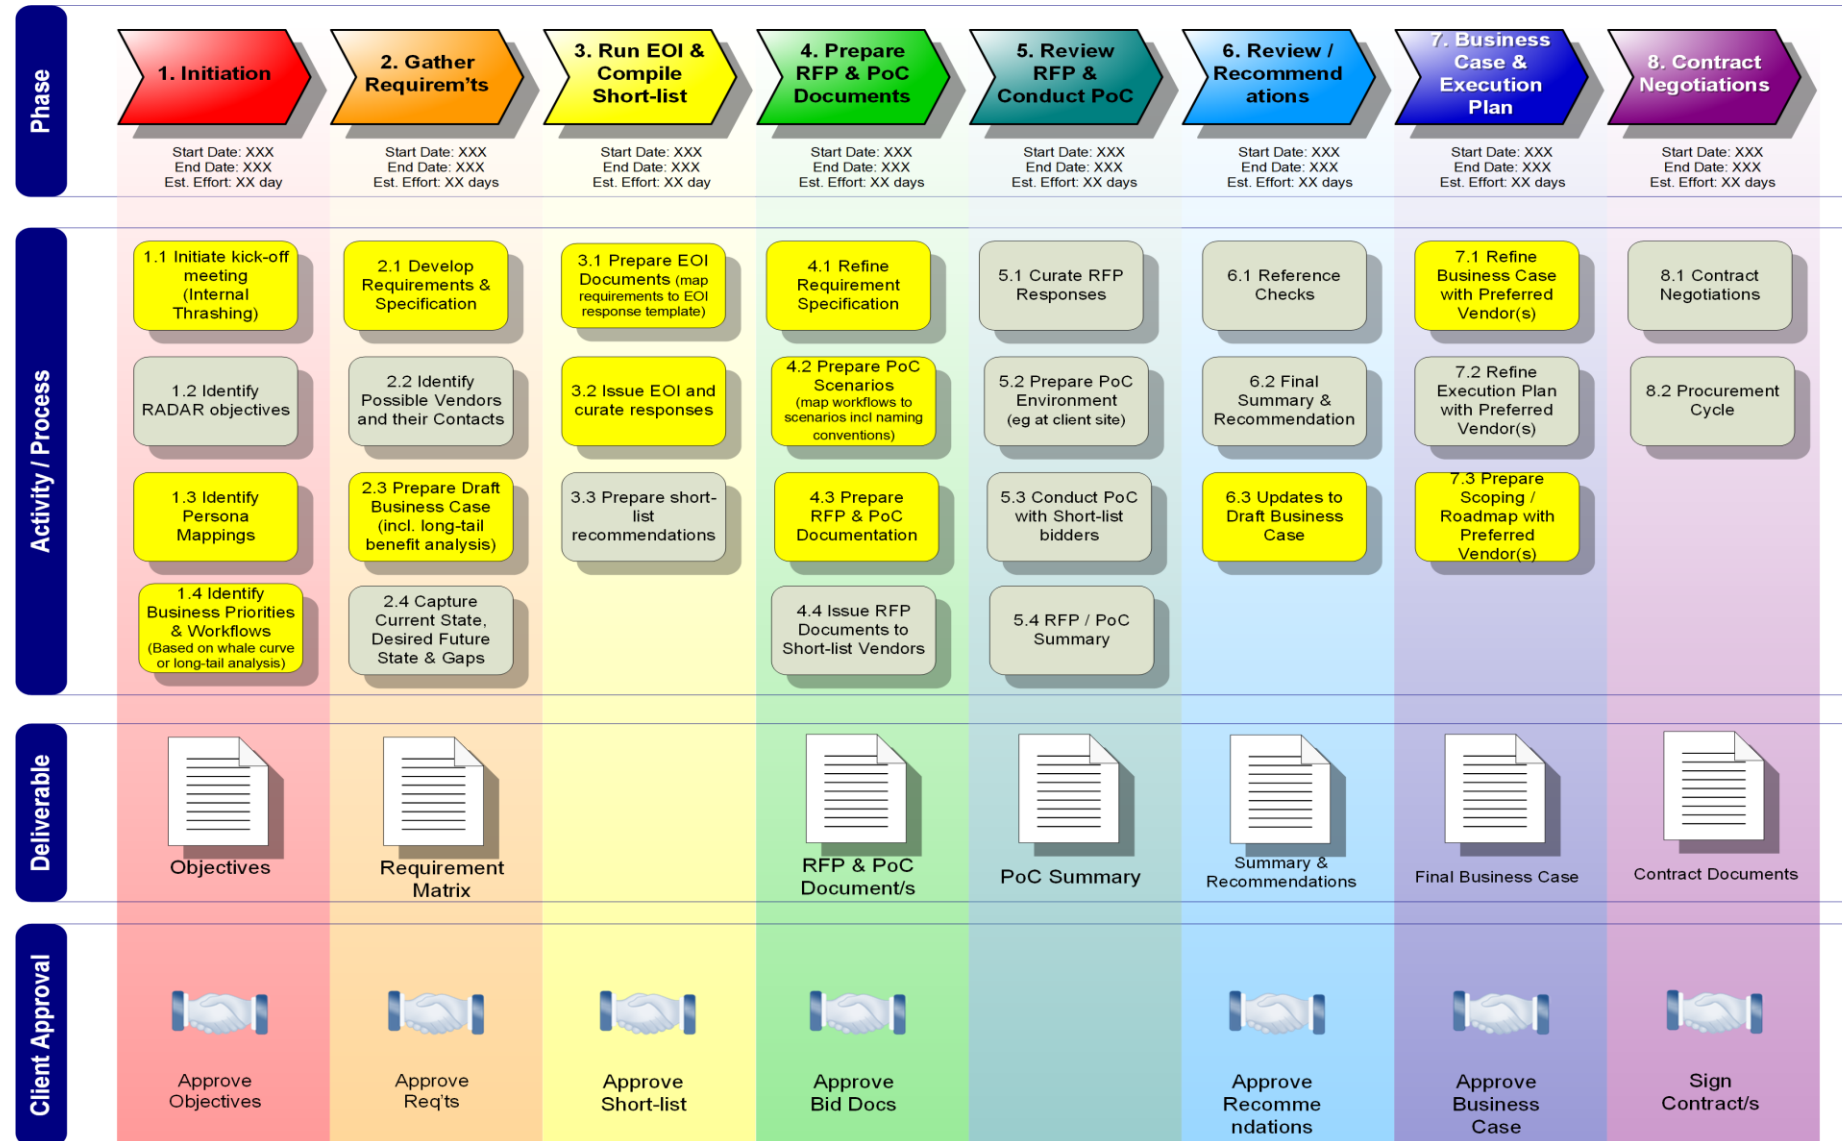 Phase
1. Initiation
2. Gather
Requirem'ts
3. Run EOI &
Compile
Short-list
4. Prepare
RFP & PoC
Documents
5. Review
RFP &
Conduct PoC
6. Review /
Recommend
ations
7. Business
Case &
Execution
Plan
8. Contract
Negotiations
Start Date: XXX
End Date: XXX
Est. Effort: XX day
Start Date: XXX
End Date: XXX
Est. Effort: XX days
Start Date: XXX
End Date: XXX
Est. Effort: XX day
Start Date: XXX
End Date: XXX
Est. Effort: XX days
Start Date: XXX
End Date: XXX
Est. Effort: XX days
Start Date: XXX
End Date: XXX
Est. Effort: XX days
Start Date: XXX
End Date: XXX
Est. Effort: XX days
Start Date: XXX
End Date: XXX
Est. Effort: XX days
Activity / Process
1.1 Initiate kick-off
meeting
(Internal
Thrashing)
2.1 Develop
Requirements &
Specification
3.1 Prepare EOI
Documents (map
requirements to EOI
response template)
4.1 Refine
Requirement
Specification
5.1 Curate RFP
Responses
6.1 Reference
Checks
7.1 Refine
Business Case
with Preferred
Vendor(s)
8.1 Contract
Negotiations
1.2 Identify
RADAR objectives
2.2 Identify
Possible Vendors
and their Contacts
3.2 Issue EOI and
curate responses
4.2 Prepare PoC
Scenarios
(map workflows to
scenarios incl naming
conventions)
5.2 Prepare PoC
Environment
(eg at client site)
6.2 Final
Summary &
Recommendation
7.2 Refine
Execution Plan
with Preferred
Vendor(s)
8.2 Procurement
Cycle
1.3 Identify
Persona
Mappings
2.3 Prepare Draft
Business Case
(incl. long-tail
benefit analysis)
3.3 Prepare short-
list
recommendations
4.3 Prepare
RFP & PoC
Documentation
5.3 Conduct PoC
with Short-list
bidders
6.3 Updates to
Draft Business
Case
7.3 Prepare
Scoping /
Roadmap with
Preferred
Vendor(s)
1.4 Identify
Business Priorities
& Workflows
(Based on whale curve
or long-tail analysis)
2.4 Capture
Current State,
Desired Future
State & Gaps
4.4 Issue RFP
Documents to
Short-list Vendors
5.4 RFP / PoC
Summary
Deliverable
Objectives
Requirement
Matrix
RFP & PoC
Document/s
PoC Summary
Summary &
Recommendations
Final Business Case
Contract Documents
Client Approval
Approve
Objectives
Approve
Req'ts
Approve
Short-list
Approve
Bid Docs
Approve
Recomme
ndations
Approve
Business
Case
Sign
Contract/s